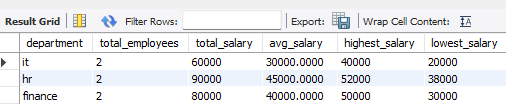 Result Grid Filter Rows: Export: Wrap Cell Content: IA
department total_employees total_salary avg_salary highest_salary lowest_salary
it 2 60000 30000.0000 40000 20000
hr 2 90000 45000.0000 52000 38000
finance 2 80000 40000.0000 50000 30000